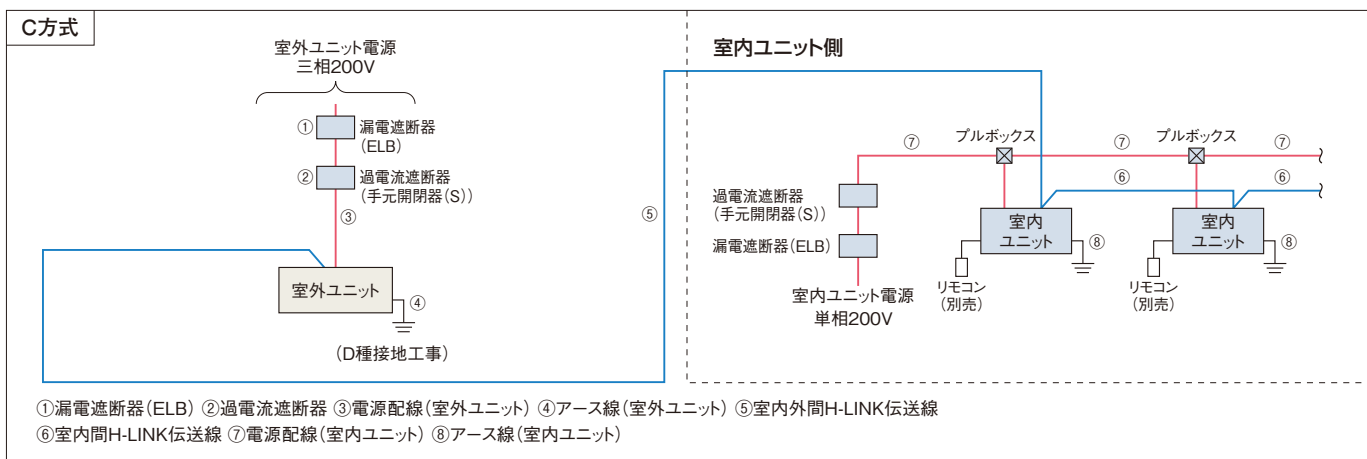 C方式
室外ユニット電源
三相200V
① 漏電遮断器
(ELB)
② 過電流遮断器
(手元開閉器(S))
③
室外ユニット
④
(D種接地工事)
⑤
室内ユニット側
⑦ プルボックス ⑦ プルボックス ⑦
⑥ ⑥
過電流遮断器
(手元開閉器(S))
漏電遮断器(ELB)
室内ユニット電源
単相200V
室内
ユニット
⑧
リモコン
(別売)
室内
ユニット
⑧
リモコン
(別売)
①漏電遮断器(ELB) ②過電流遮断器 ③電源配線(室外ユニット) ④アース線(室外ユニット) ⑤室内外間H-LINK伝送線
⑥室内間H-LINK伝送線 ⑦電源配線(室内ユニット) ⑧アース線(室内ユニット)